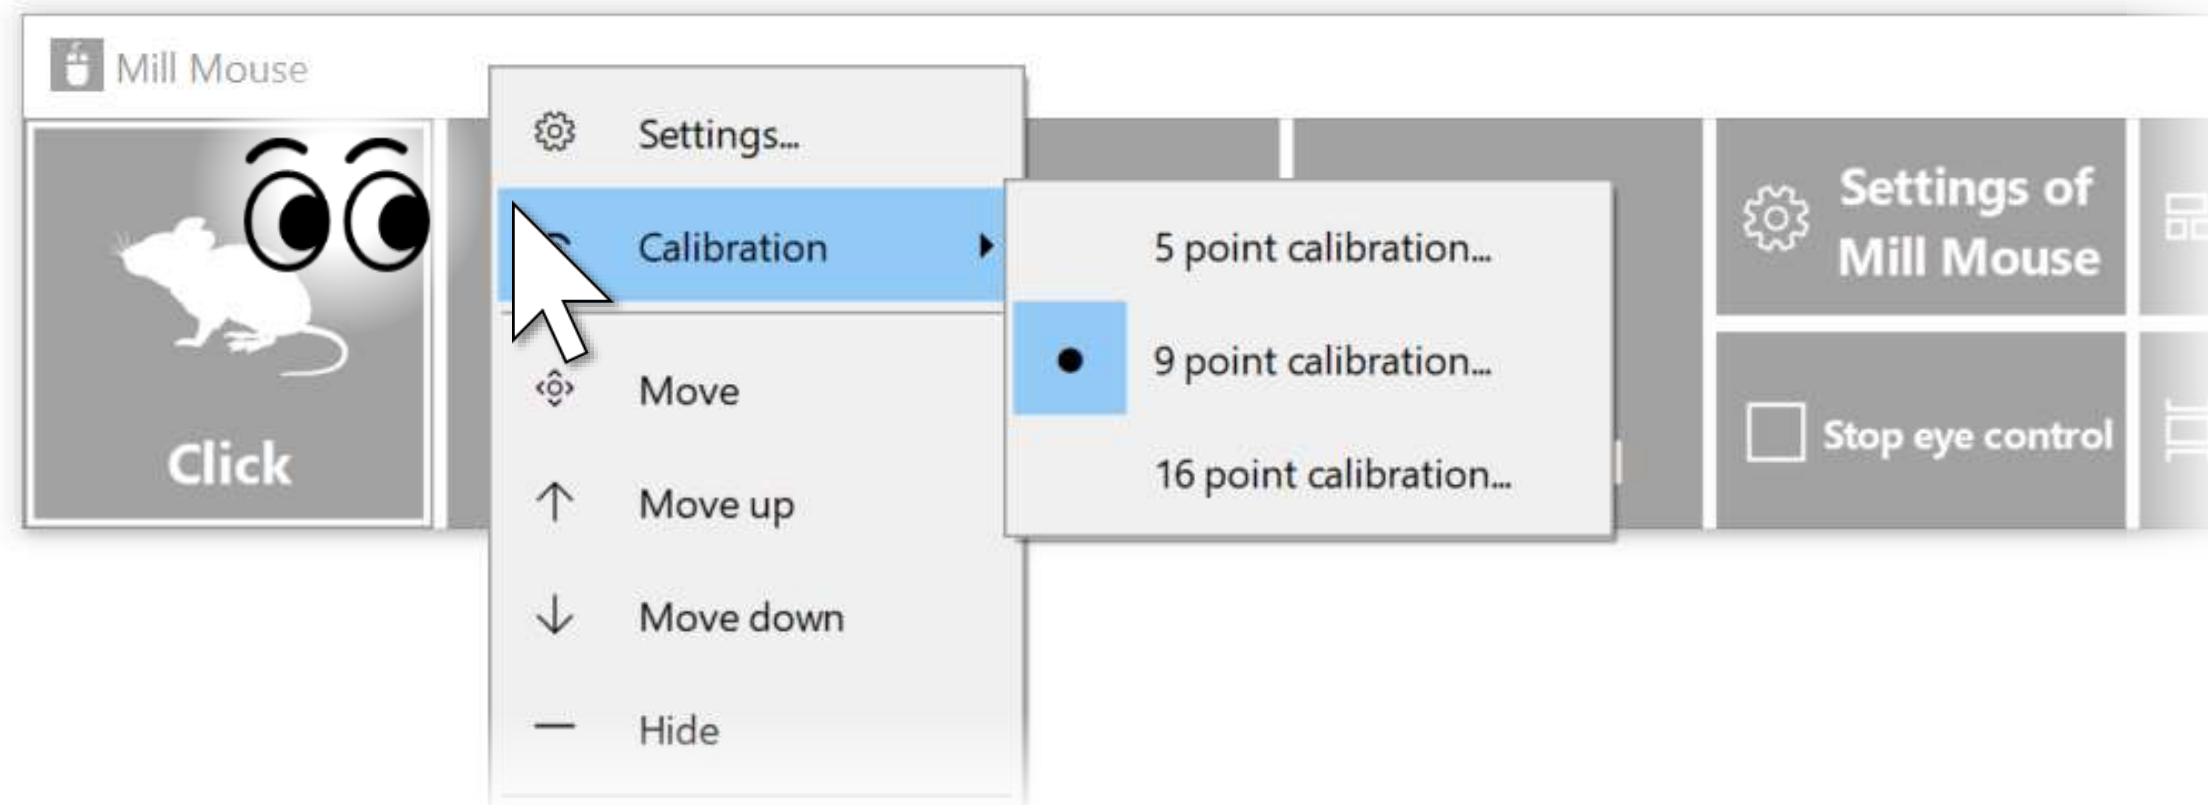 Mill Mouse
Click
Settings...
Calibration
Move
Move up
Move down
Hide
5 point calibration...
9 point calibration...
16 point calibration...
Settings of
Mill Mouse
Stop eye control